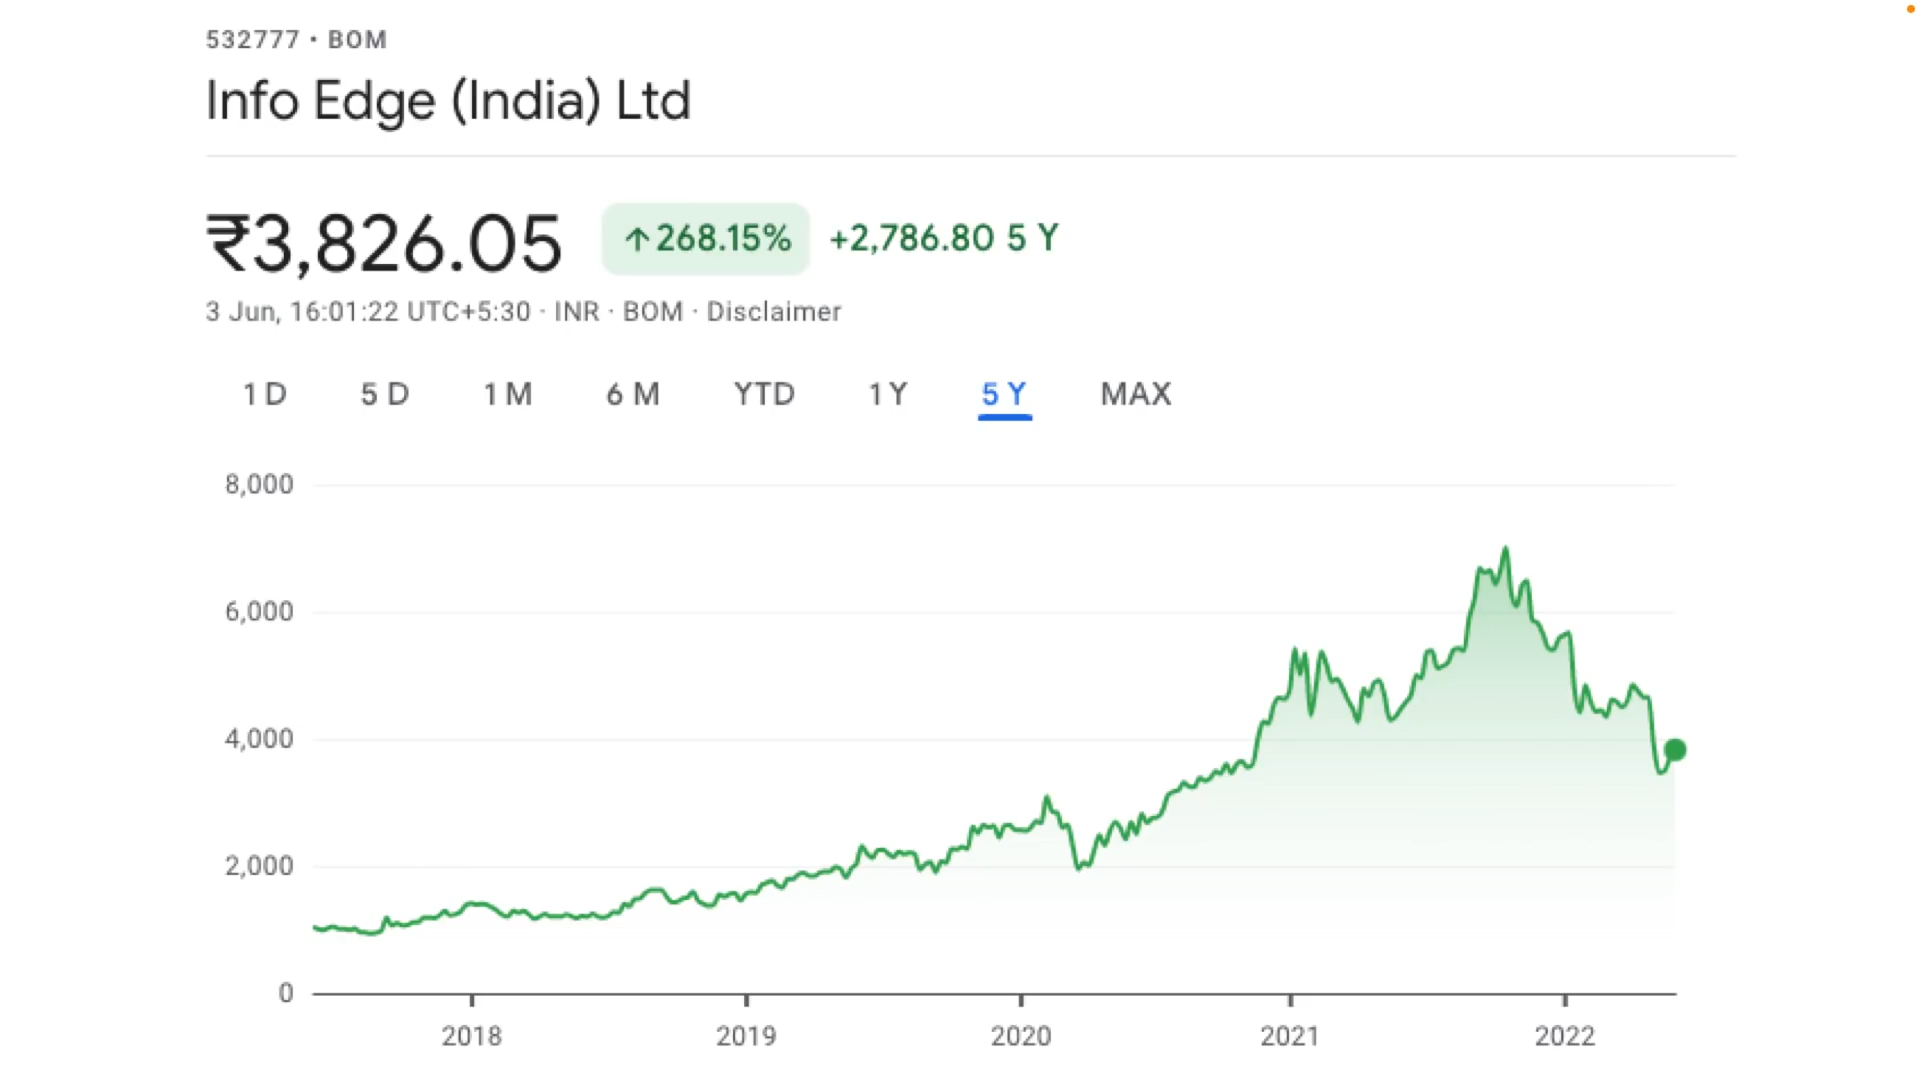 532777 • BOM
Info Edge (India) Ltd
₹3,826.05 ↑268.15% +2,786.80 5 Y
3 Jun, 16:01:22 UTC+5:30 · INR · BOM · Disclaimer
1 D 5 D 1 M 6 M YTD 1 Y 5 Y MAX
8,000
6,000
4,000
2,000
0
2018 2019 2020 2021 2022